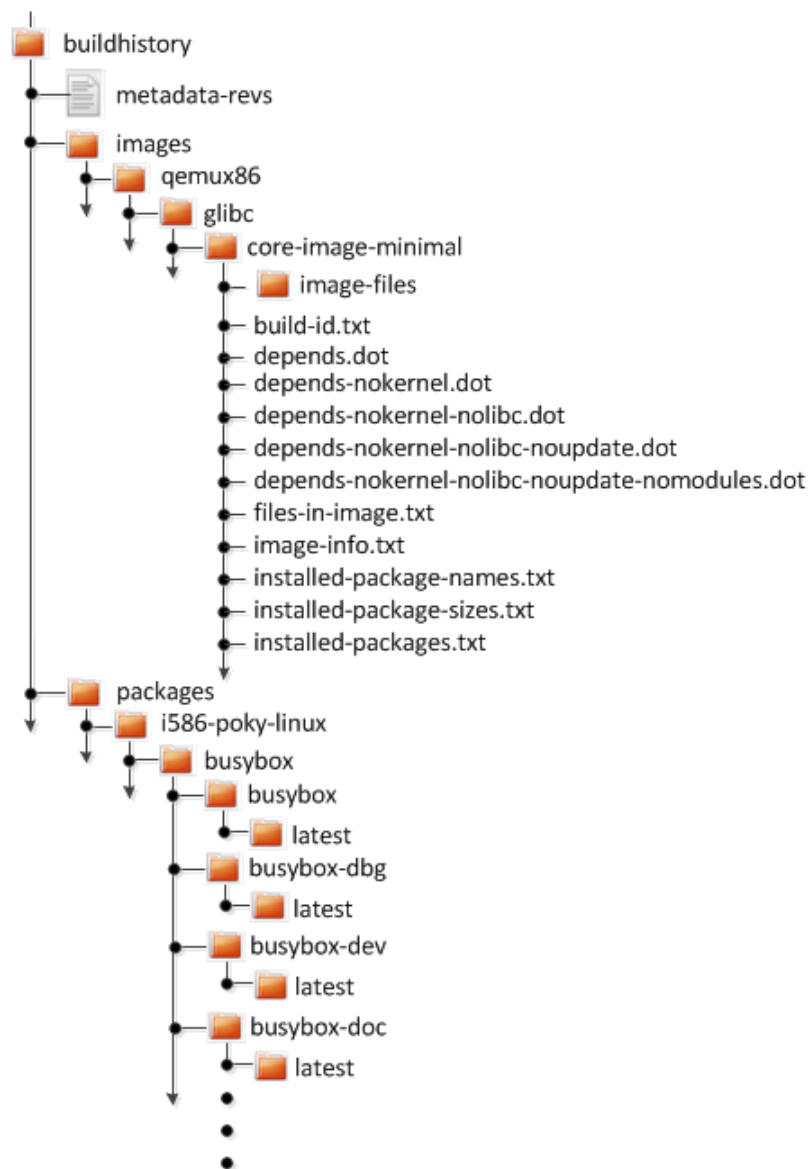 buildhistory
metadata-revs
images
qemux86
glibc
core-image-minimal
image-files
build-id.txt
depends.dot
depends-nokernel.dot
depends-nokernel-nolibc.dot
depends-nokernel-nolibc-noupdate.dot
depends-nokernel-nolibc-noupdate-nomodules.dot
files-in-image.txt
image-info.txt
installed-package-names.txt
installed-package-sizes.txt
installed-packages.txt
packages
i586-poky-linux
busybox
busybox
latest
busybox-dbg
latest
busybox-dev
latest
busybox-doc
latest